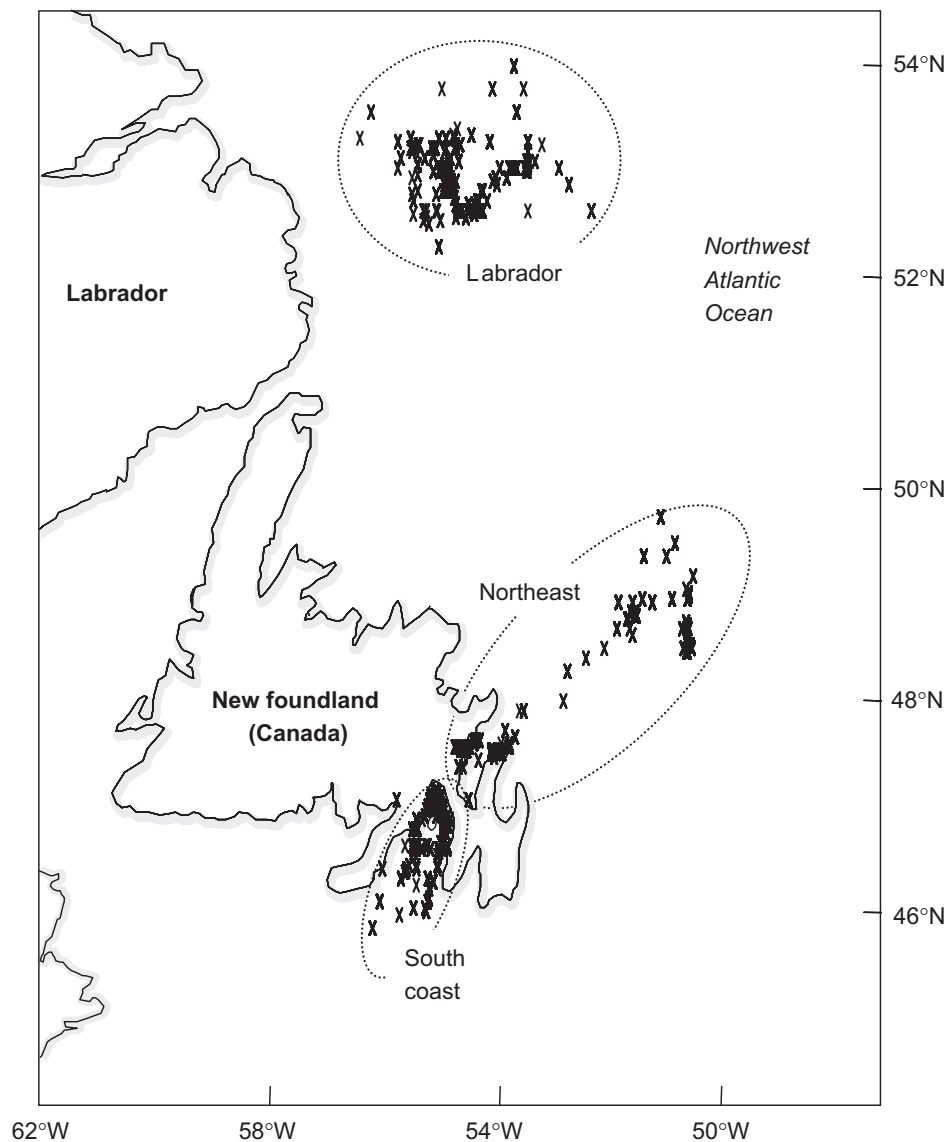 54°N
Northwest
Atlantic
Ocean
Labrador
52°N
Labrador
50°N
Northeast
New foundland
(Canada)
48°N
46°N
South
coast
62°W
58°W
54°W
50°W